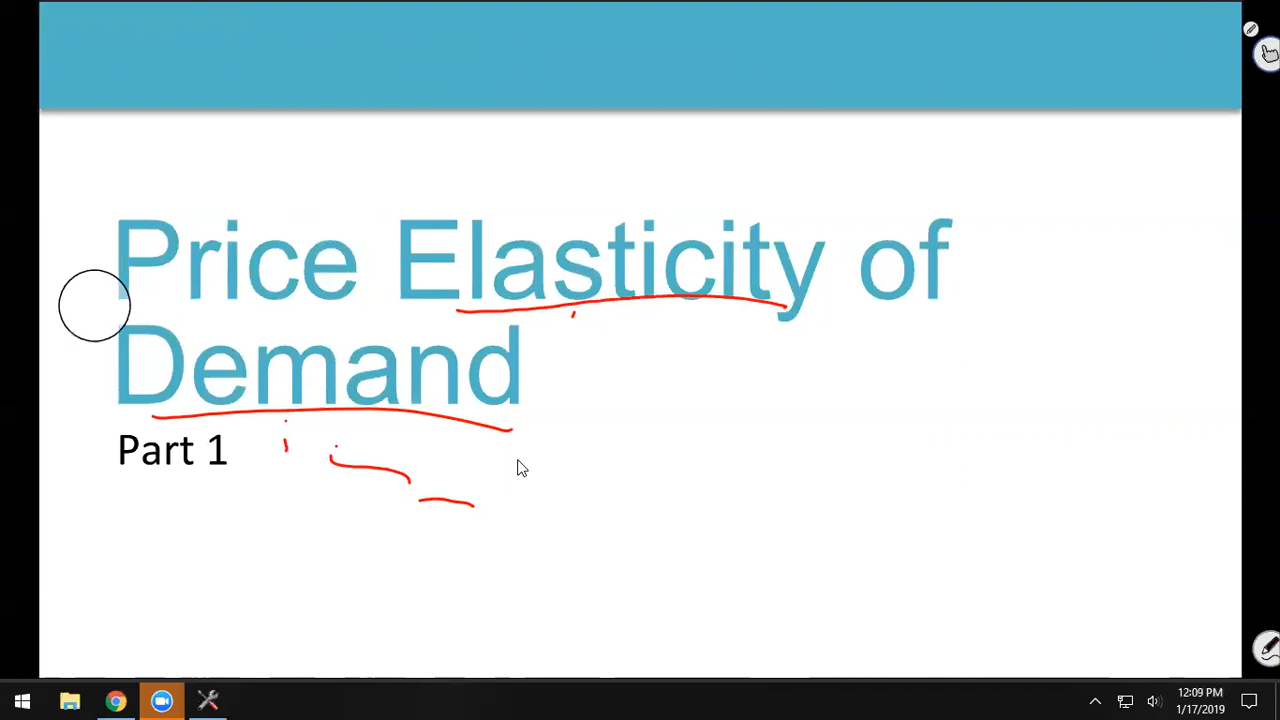 Price Elasticity of
Demand
Part 1
12:09 PM
1/17/2019